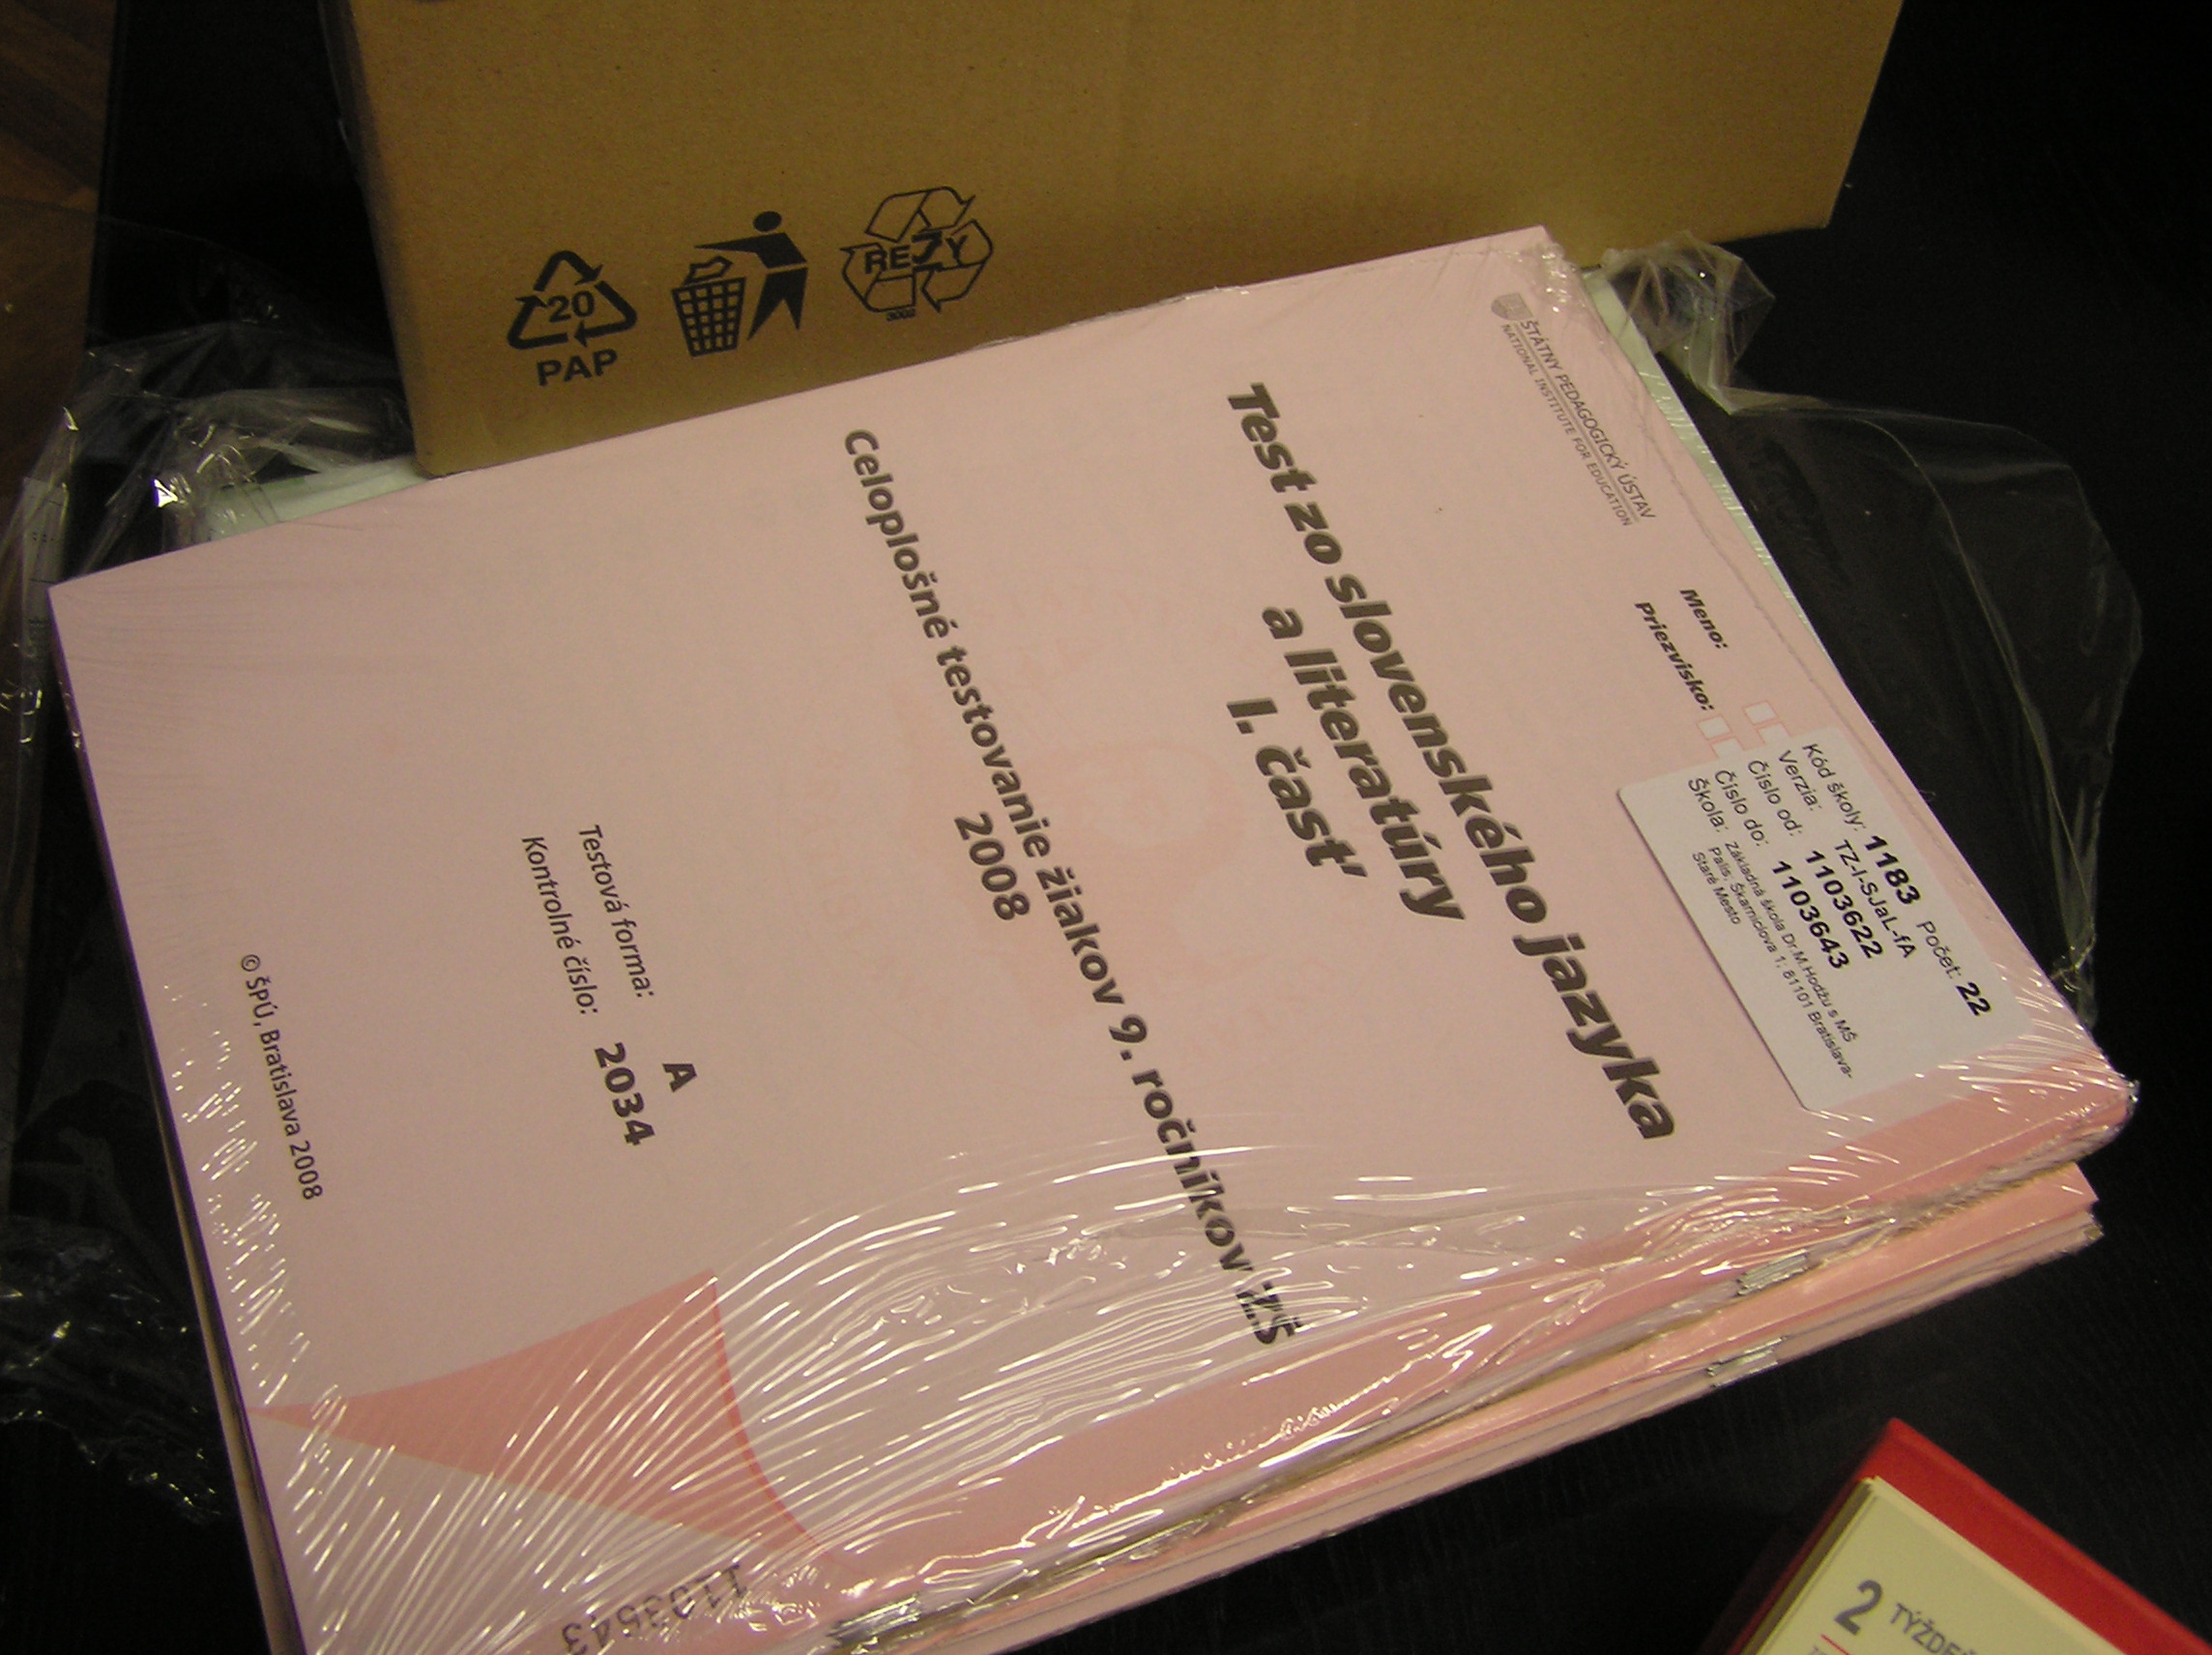 20
PAP
RESY
ŠTÁTNY PEDAGOGICKÝ ÚSTAV
NATIONAL INSTITUTE FOR EDUCATION
Meno:
Priezvisko:
Kód školy: 1183 Počet: 22
Verzia: TZ-I-SJaL-fA
Číslo od: 1103622
Číslo do: 1103643
Škola: Základná škola Dr.M.Hodžu s MŠ
Palis. Škarniclova 1, 81101 Bratislava-
Staré Mesto
Test zo slovenského jazyka
a literatúry
I. časť
Celoplošné testovanie žiakov 9. ročníkov ZŠ
2008
Testová forma: A
Kontrolné číslo: 2034
© ŠPÚ, Bratislava 2008
1103643
2